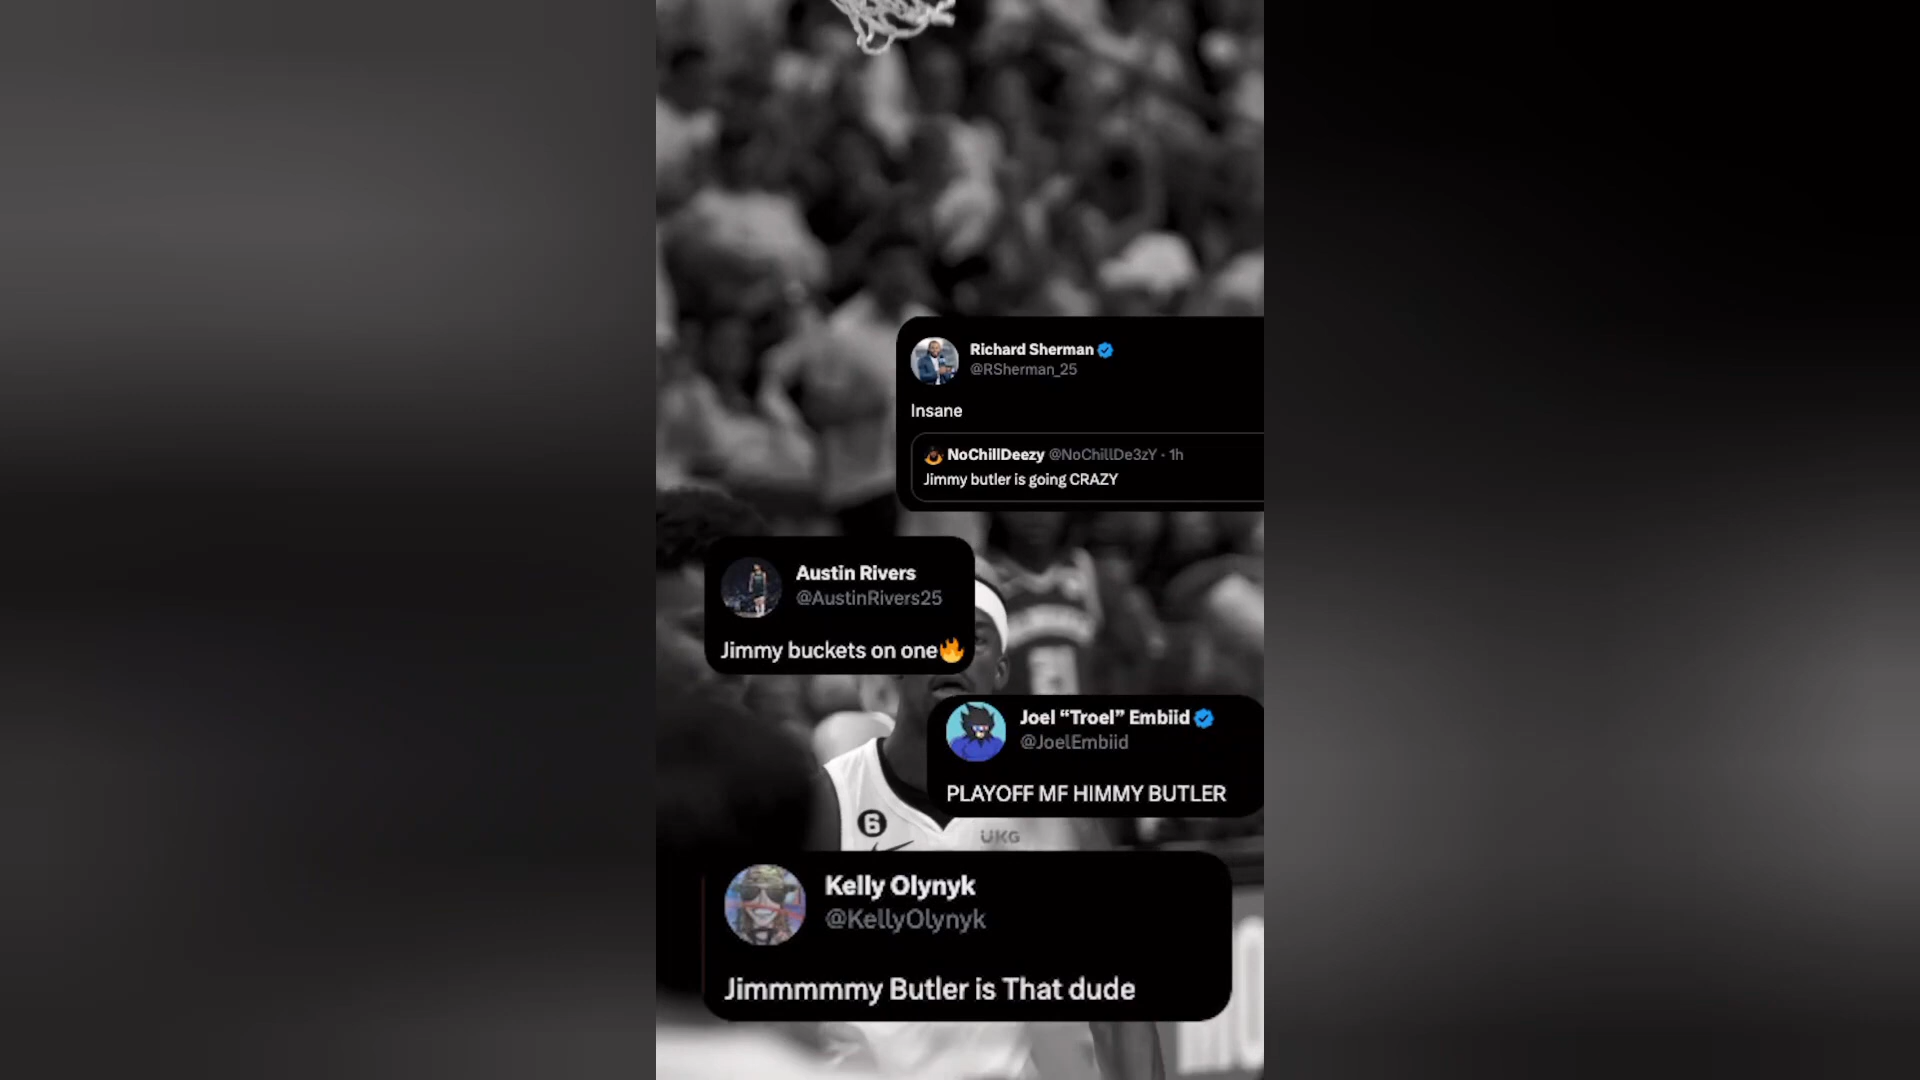 Richard Sherman
@RSherman_25
Insane
NoChillDeezy @NoChillDe3zY · 1h
Jimmy butler is going CRAZY
Austin Rivers
@AustinRivers25
Jimmy buckets on one🔥
Joel “Troel” Embiid
@JoelEmbiid
PLAYOFF MF HIMMY BUTLER
6
UKG
Kelly Olynyk
@KellyOlynyk
Jimmmmmy Butler is That dude